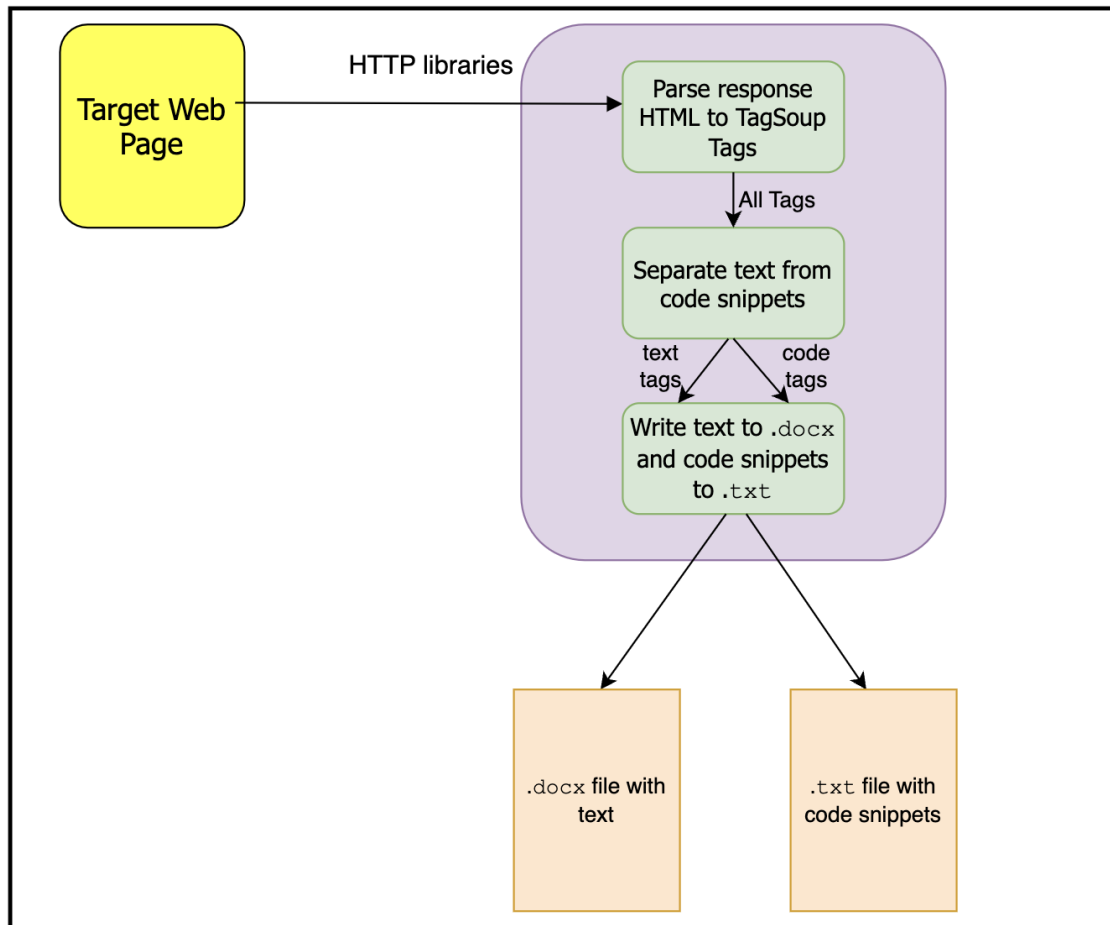 HTTP libraries
Target Web
Page
Parse response
HTML to TagSoup
Tags
All Tags
Separate text from
code snippets
text
tags
code
tags
Write text to .docx
and code snippets
to .txt
.docx file with
text
.txt file with
code snippets